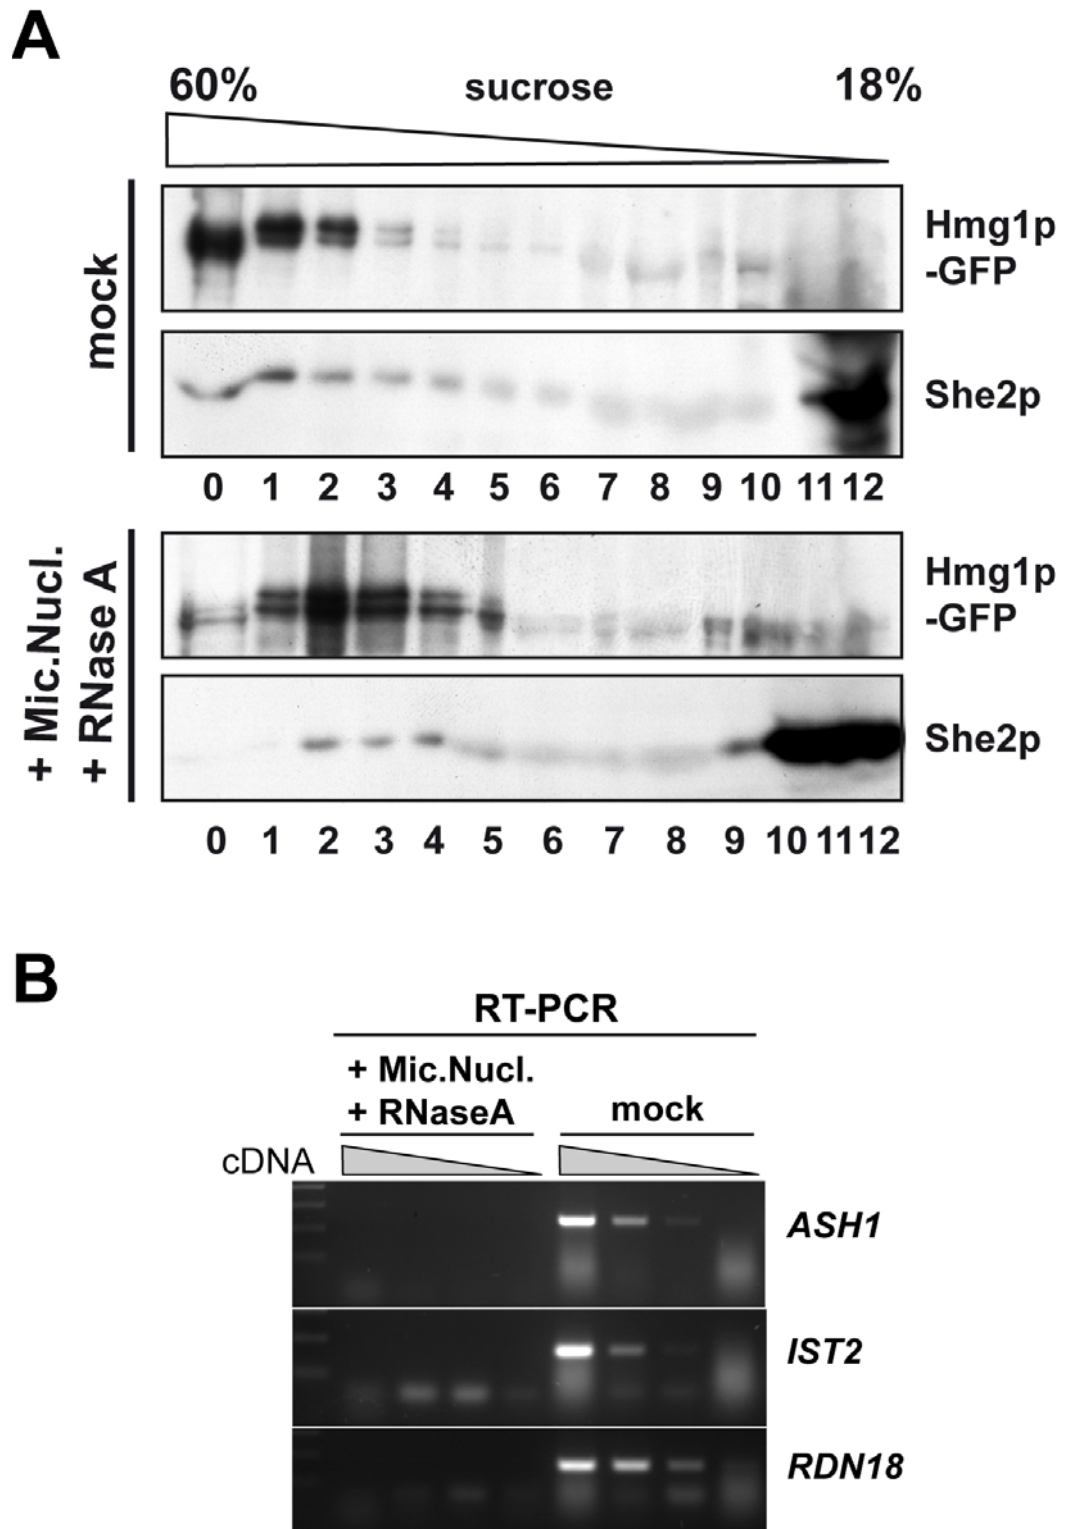 A
60% sucrose 18%
mock
Hmg1p
-GFP
She2p
0 1 2 3 4 5 6 7 8 9 10 11 12
+ Mic.Nucl.
+ RNase A
Hmg1p
-GFP
She2p
0 1 2 3 4 5 6 7 8 9 10 11 12
B
RT-PCR
+ Mic.Nucl.
+ RNaseA
mock
cDNA
ASH1
IST2
RDN18